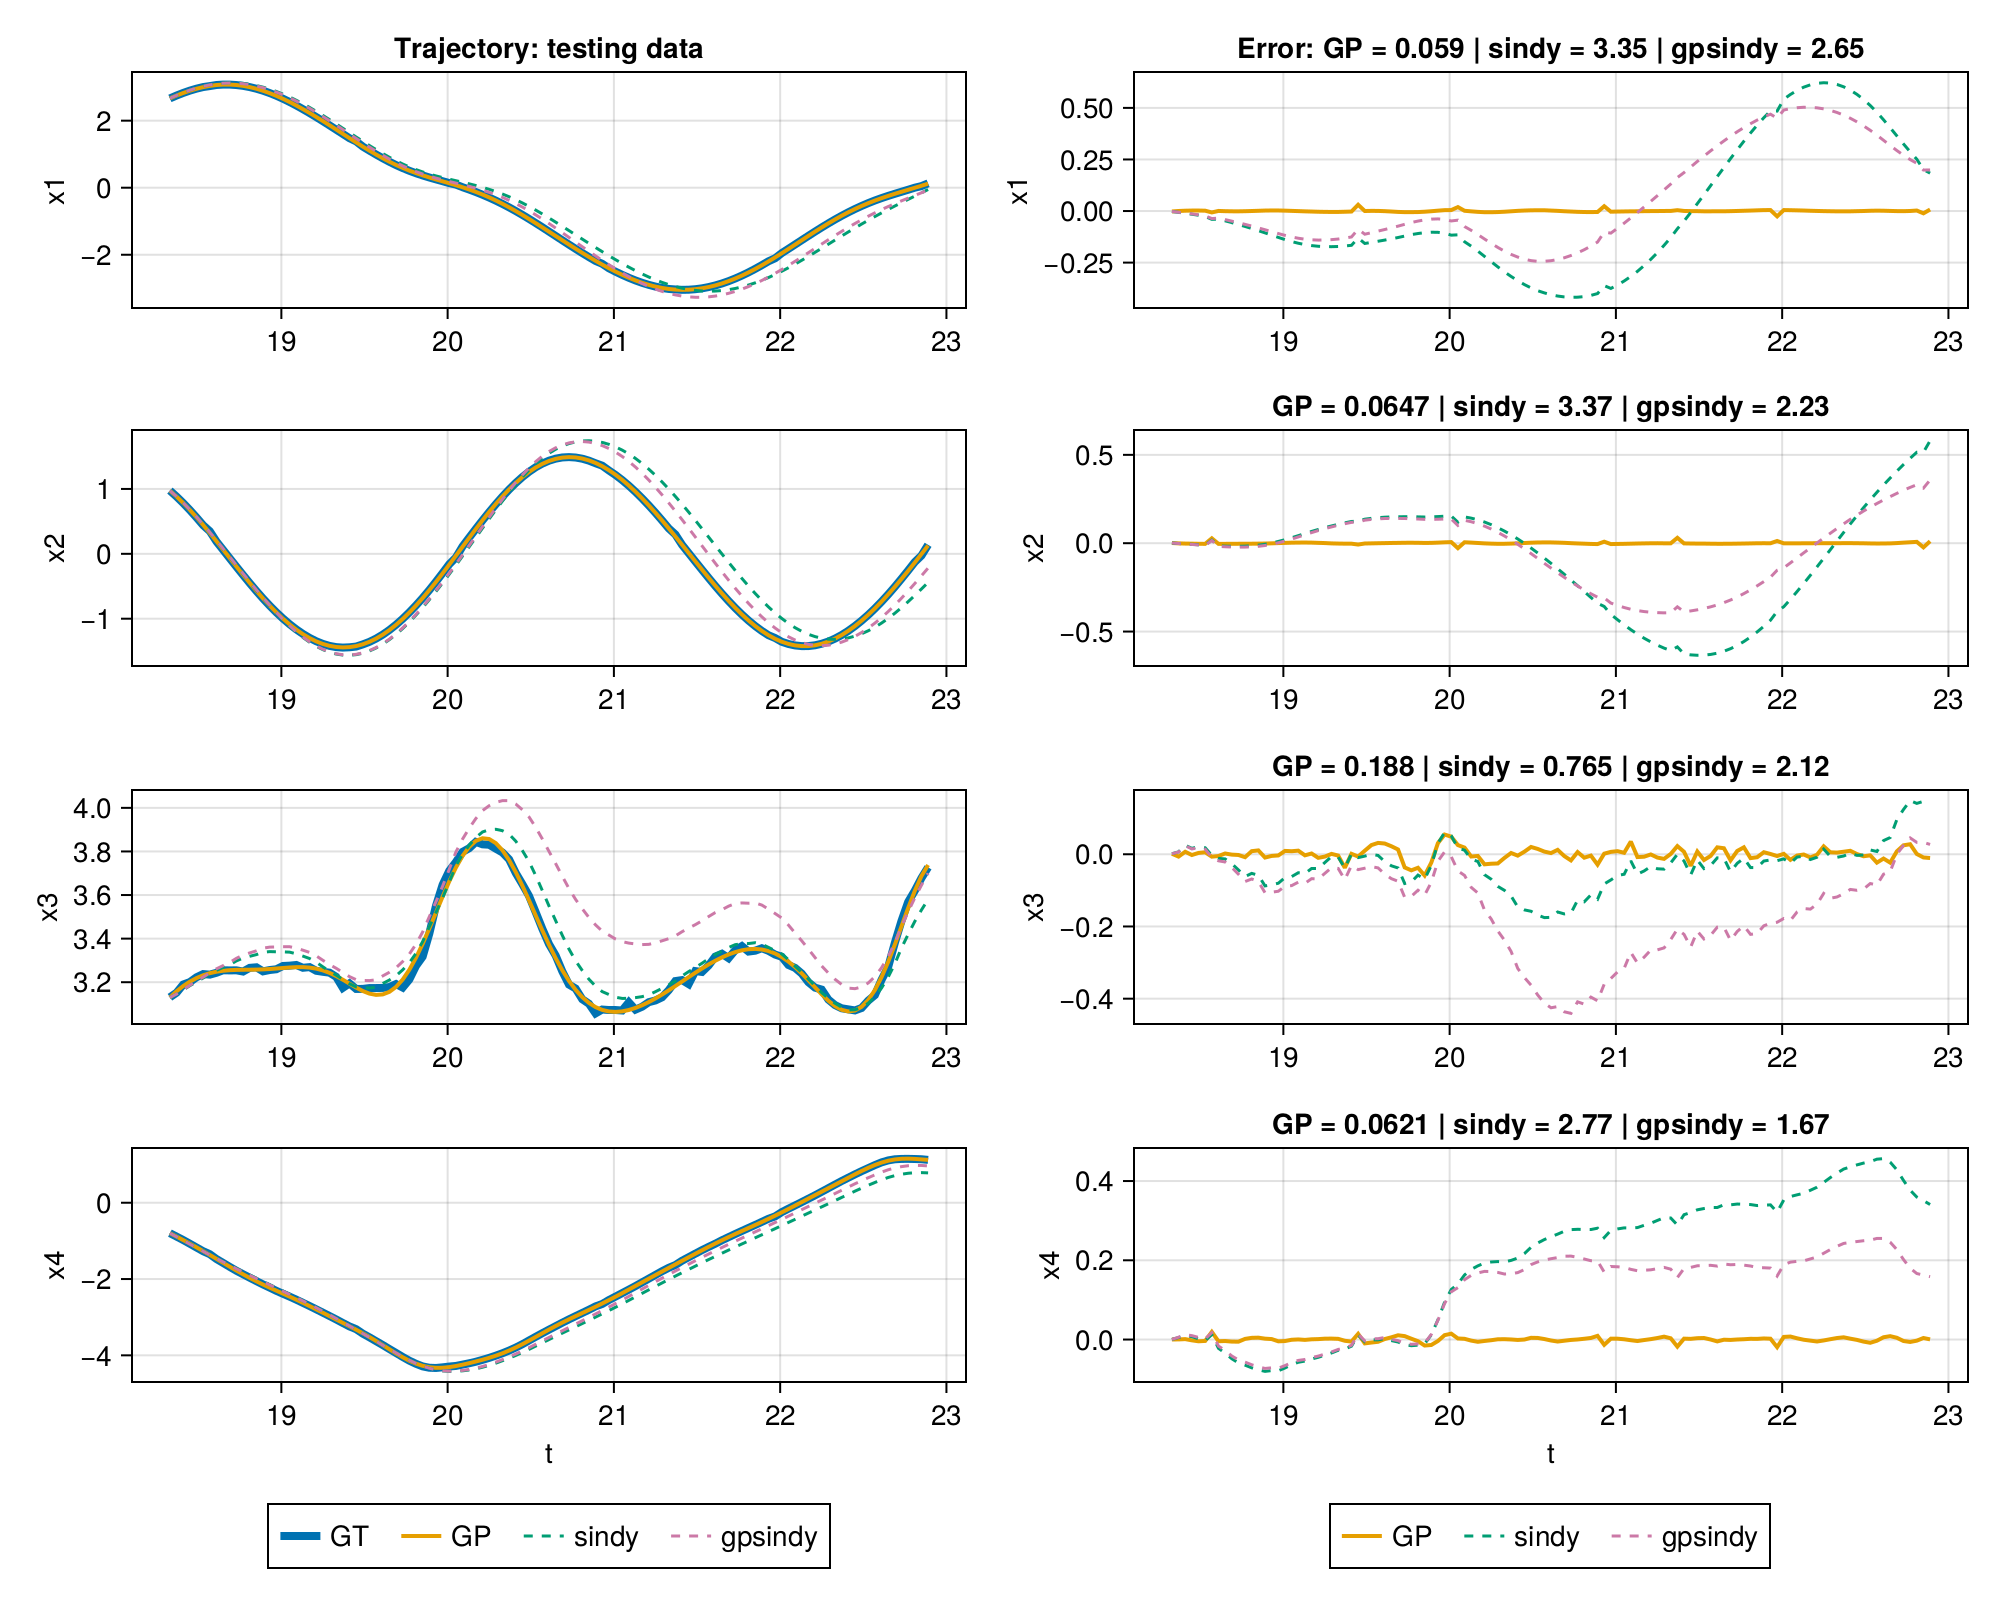 Trajectory: testing data
Error: GP = 0.059 | sindy = 3.35 | gpsindy = 2.65
x1
2
0
−2
19 20 21 22 23
x1
0.50
0.25
0.00
−0.25
19 20 21 22 23
GP = 0.0647 | sindy = 3.37 | gpsindy = 2.23
x2
1
0
−1
19 20 21 22 23
x2
0.5
0.0
−0.5
19 20 21 22 23
GP = 0.188 | sindy = 0.765 | gpsindy = 2.12
x3
4.0
3.8
3.6
3.4
3.2
19 20 21 22 23
x3
0.0
−0.2
−0.4
19 20 21 22 23
GP = 0.0621 | sindy = 2.77 | gpsindy = 1.67
x4
0
−2
−4
19 20 21 22 23
t
x4
0.4
0.2
0.0
19 20 21 22 23
t
GT GP sindy gpsindy
GP sindy gpsindy